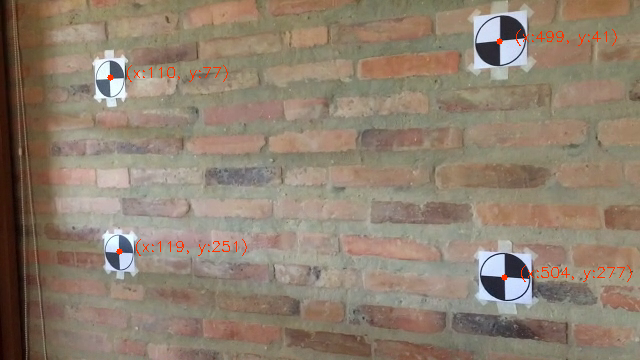 (x:499, y:41)
(x:110, y:77)
(x:119, y:251)
(x:504, y:277)